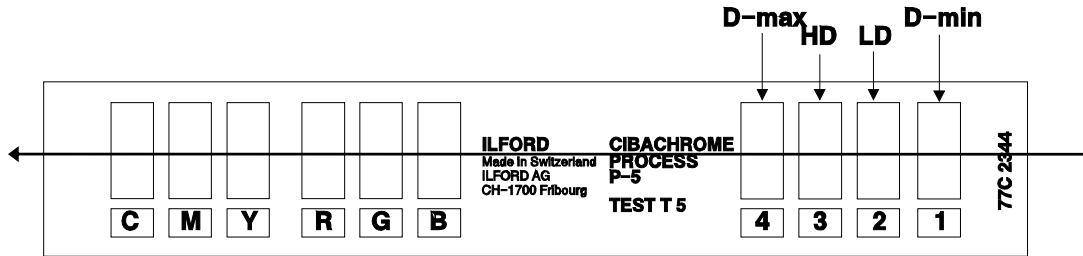 D-max HD LD D-min
ILFORD
Made in Switzerland
ILFORD AG
CH-1700 Fribourg
CIBACHROME
PROCESS
P-5
TEST T 5
77C 2344
C M Y R G B 4 3 2 1